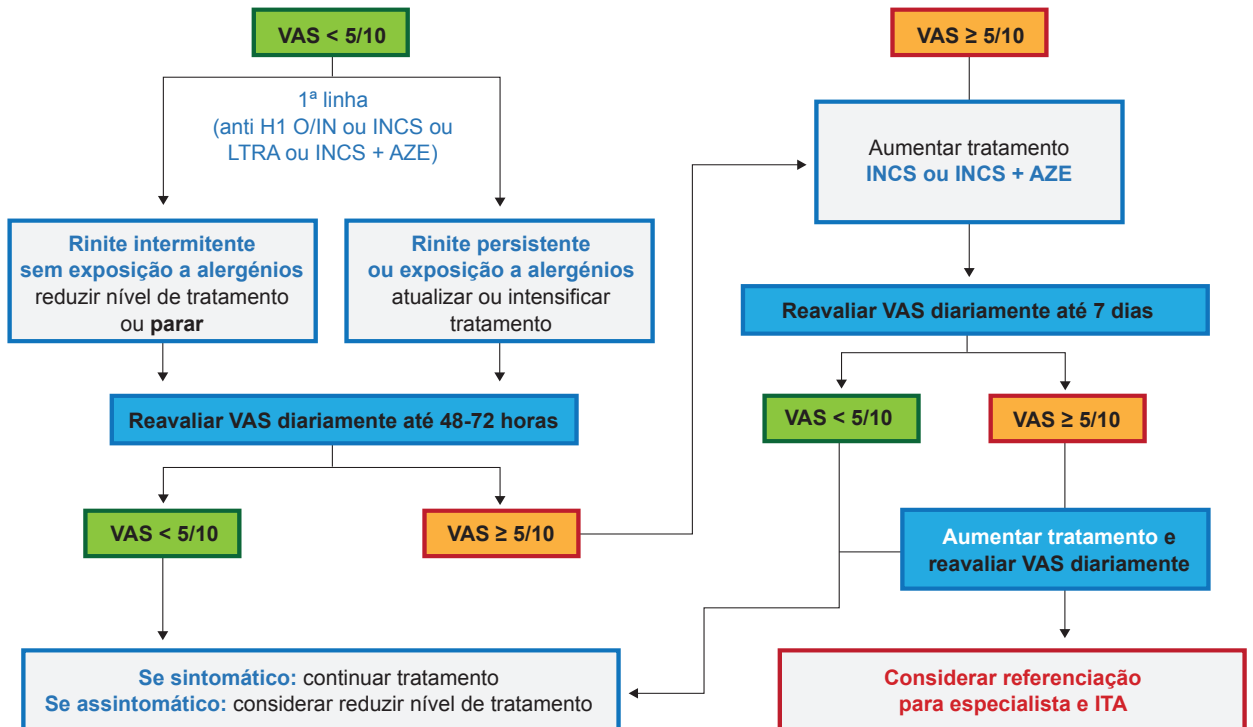 VAS < 5/10
1ª linha
(anti H1 O/IN ou INCS ou
LTRA ou INCS + AZE)
Rinite intermitente
sem exposição a alergénios
reduzir nível de tratamento
ou parar
Rinite persistente
ou exposição a alergénios
atualizar ou intensificar
tratamento
Reavaliar VAS diariamente até 48-72 horas
VAS < 5/10
VAS ≥ 5/10
Se sintomático: continuar tratamento
Se assintomático: considerar reduzir nível de tratamento
VAS ≥ 5/10
Aumentar tratamento
INCS ou INCS + AZE
Reavaliar VAS diariamente até 7 dias
VAS < 5/10
VAS ≥ 5/10
Aumentar tratamento e
reavaliar VAS diariamente
Considerar referenciação
para especialista e ITA